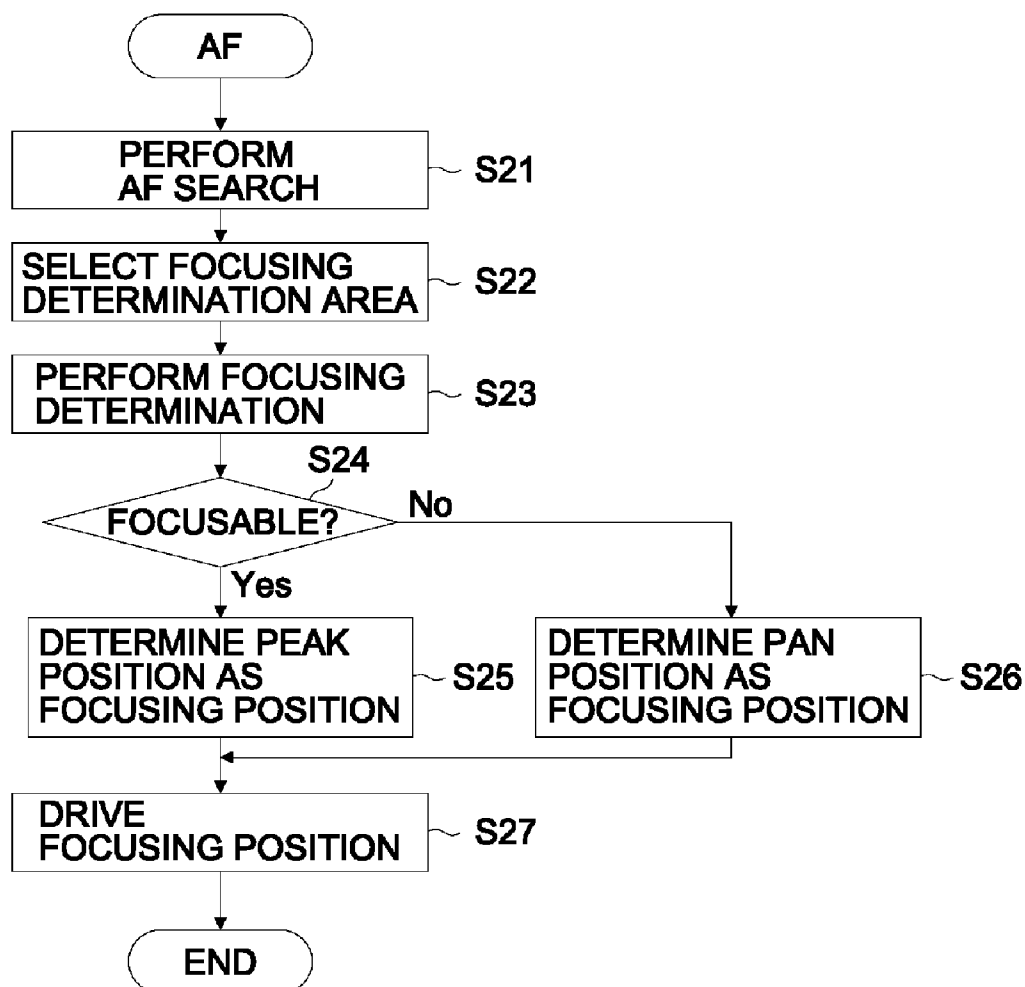 AF
PERFORM
AF SEARCH
S21
SELECT FOCUSING
DETERMINATION AREA
S22
PERFORM FOCUSING
DETERMINATION
S23
S24
FOCUSABLE?
No
Yes
DETERMINE PEAK
POSITION AS
FOCUSING POSITION
S25
DETERMINE PAN
POSITION AS
FOCUSING POSITION
S26
DRIVE
FOCUSING POSITION
S27
END